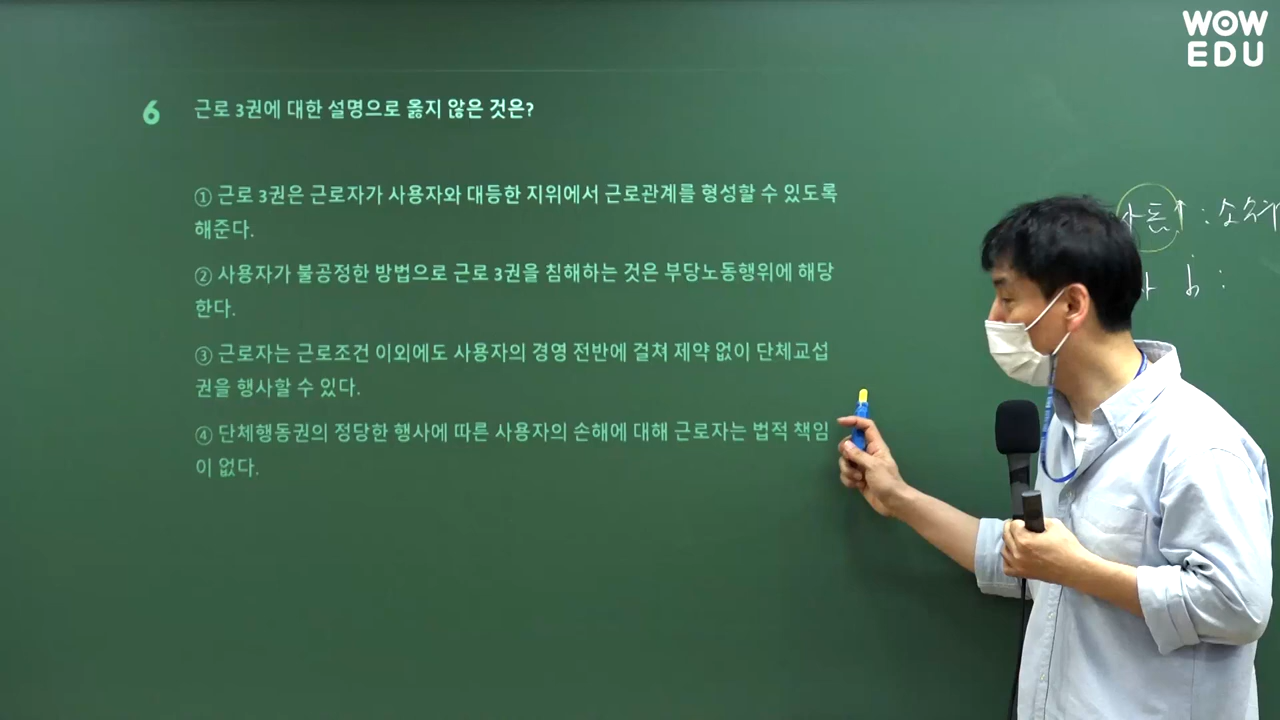 WOW
EDU
6 근로 3권에 대한 설명으로 옳지 않은 것은?
① 근로 3권은 근로자가 사용자와 대등한 지위에서 근로관계를 형성할 수 있도록
해준다.
② 사용자가 불공정한 방법으로 근로 3권을 침해하는 것은 부당노동행위에 해당
한다.
③ 근로자는 근로조건 이외에도 사용자의 경영 전반에 걸쳐 제약 없이 단체교섭
권을 행사할 수 있다.
④ 단체행동권의 정당한 행사에 따른 사용자의 손해에 대해 근로자는 법적 책임
이 없다.